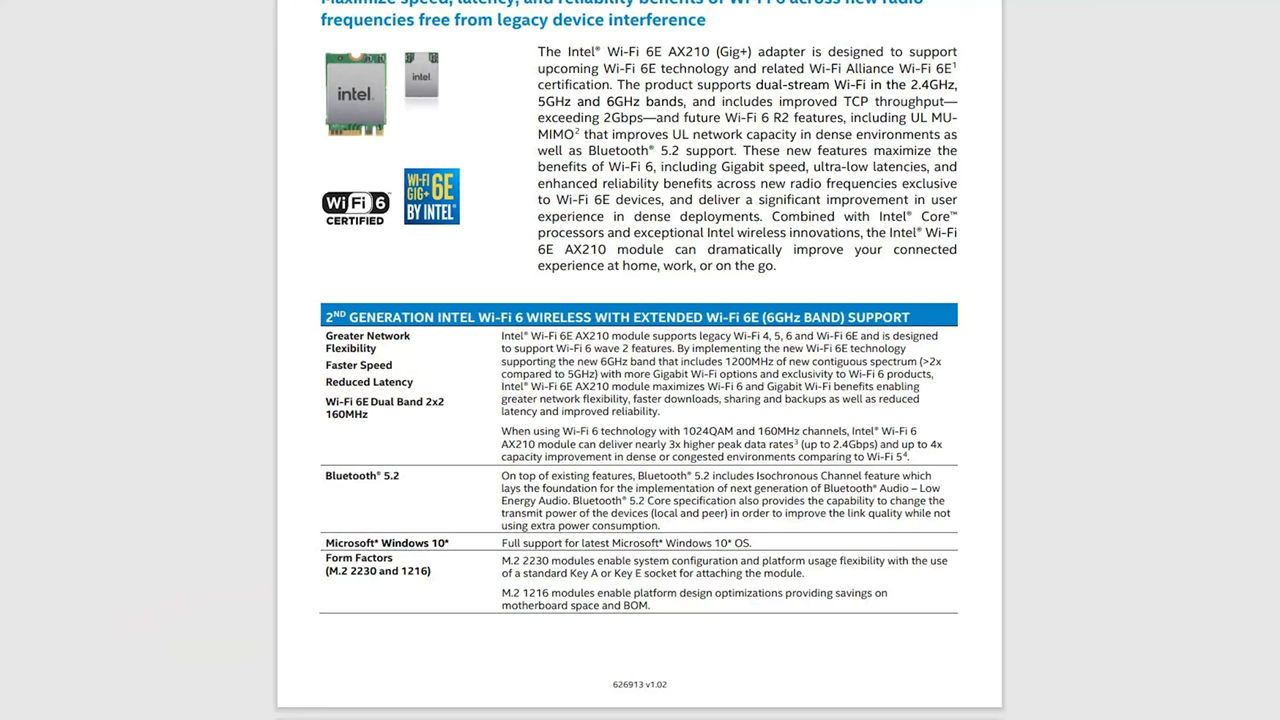 Maximize speed, latency, and reliability benefits of Wi-Fi 6 across new radio
frequencies free from legacy device interference
intel.
intel
Wi Fi 6
CERTIFIED
WI-FI
GIG+
6E
BY INTEL®
The Intel® Wi-Fi 6E AX210 (Gig+) adapter is designed to support
upcoming Wi-Fi 6E technology and related Wi-Fi Alliance Wi-Fi 6E¹
certification. The product supports dual-stream Wi-Fi in the 2.4GHz,
5GHz and 6GHz bands, and includes improved TCP throughput—
exceeding 2Gbps—and future Wi-Fi 6 R2 features, including UL MU-
MIMO² that improves UL network capacity in dense environments as
well as Bluetooth® 5.2 support. These new features maximize the
benefits of Wi-Fi 6, including Gigabit speed, ultra-low latencies, and
enhanced reliability benefits across new radio frequencies exclusive
to Wi-Fi 6E devices, and deliver a significant improvement in user
experience in dense deployments. Combined with Intel® Core™
processors and exceptional Intel wireless innovations, the Intel® Wi-Fi
6E AX210 module can dramatically improve your connected
experience at home, work, or on the go.
2ND GENERATION INTEL Wi-Fi 6 WIRELESS WITH EXTENDED Wi-Fi 6E (6GHz BAND) SUPPORT
Greater Network
Flexibility
Faster Speed
Reduced Latency
Wi-Fi 6E Dual Band 2x2
160MHz
Intel® Wi-Fi 6E AX210 module supports legacy Wi-Fi 4, 5, 6 and Wi-Fi 6E and is designed
to support Wi-Fi 6 wave 2 features. By implementing the new Wi-Fi 6E technology
supporting the new 6GHz band that includes 1200MHz of new contiguous spectrum (>2x
compared to 5GHz) with more Gigabit Wi-Fi options and exclusivity to Wi-Fi 6 products,
Intel® Wi-Fi 6E AX210 module maximizes Wi-Fi 6 and Gigabit Wi-Fi benefits enabling
greater network flexibility, faster downloads, sharing and backups as well as reduced
latency and improved reliability.
When using Wi-Fi 6 technology with 1024QAM and 160MHz channels, Intel® Wi-Fi 6
AX210 module can deliver nearly 3x higher peak data rates³ (up to 2.4Gbps) and up to 4x
capacity improvement in dense or congested environments comparing to Wi-Fi 5⁴.
Bluetooth® 5.2
On top of existing features, Bluetooth® 5.2 includes Isochronous Channel feature which
lays the foundation for the implementation of next generation of Bluetooth® Audio – Low
Energy Audio. Bluetooth® 5.2 Core specification also provides the capability to change the
transmit power of the devices (local and peer) in order to improve the link quality while not
using extra power consumption.
Microsoft* Windows 10*
Full support for latest Microsoft* Windows 10* OS.
Form Factors
(M.2 2230 and 1216)
M.2 2230 modules enable system configuration and platform usage flexibility with the use
of a standard Key A or Key E socket for attaching the module.
M.2 1216 modules enable platform design optimizations providing savings on
motherboard space and BOM.
626913 v1.02